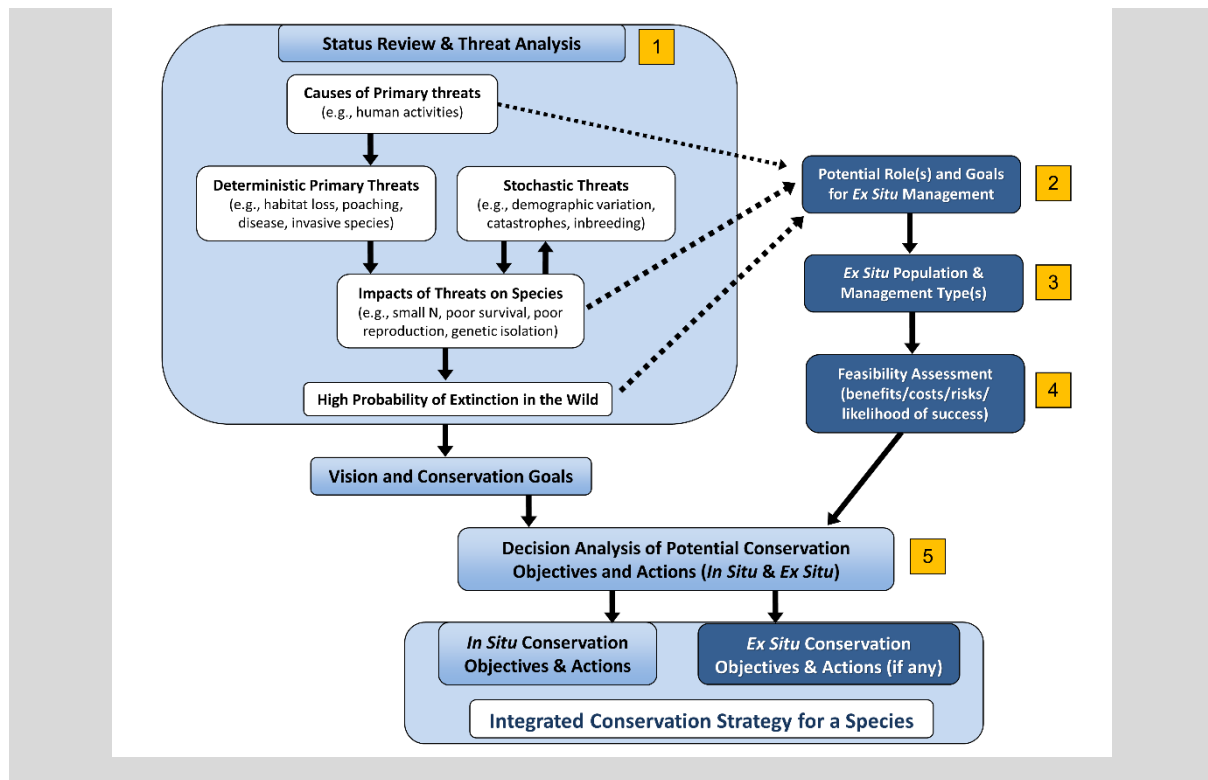 Status Review & Threat Analysis
1
Causes of Primary threats
(e.g., human activities)
Deterministic Primary Threats
(e.g., habitat loss, poaching,
disease, invasive species)
Stochastic Threats
(e.g., demographic variation,
catastrophes, inbreeding)
Impacts of Threats on Species
(e.g., small N, poor survival, poor
reproduction, genetic isolation)
High Probability of Extinction in the Wild
Potential Role(s) and Goals
for Ex Situ Management
2
Ex Situ Population &
Management Type(s)
3
Feasibility Assessment
(benefits/costs/risks/
likelihood of success)
4
Vision and Conservation Goals
Decision Analysis of Potential Conservation
Objectives and Actions (In Situ & Ex Situ)
5
In Situ Conservation
Objectives & Actions
Ex Situ Conservation
Objectives & Actions (if any)
Integrated Conservation Strategy for a Species